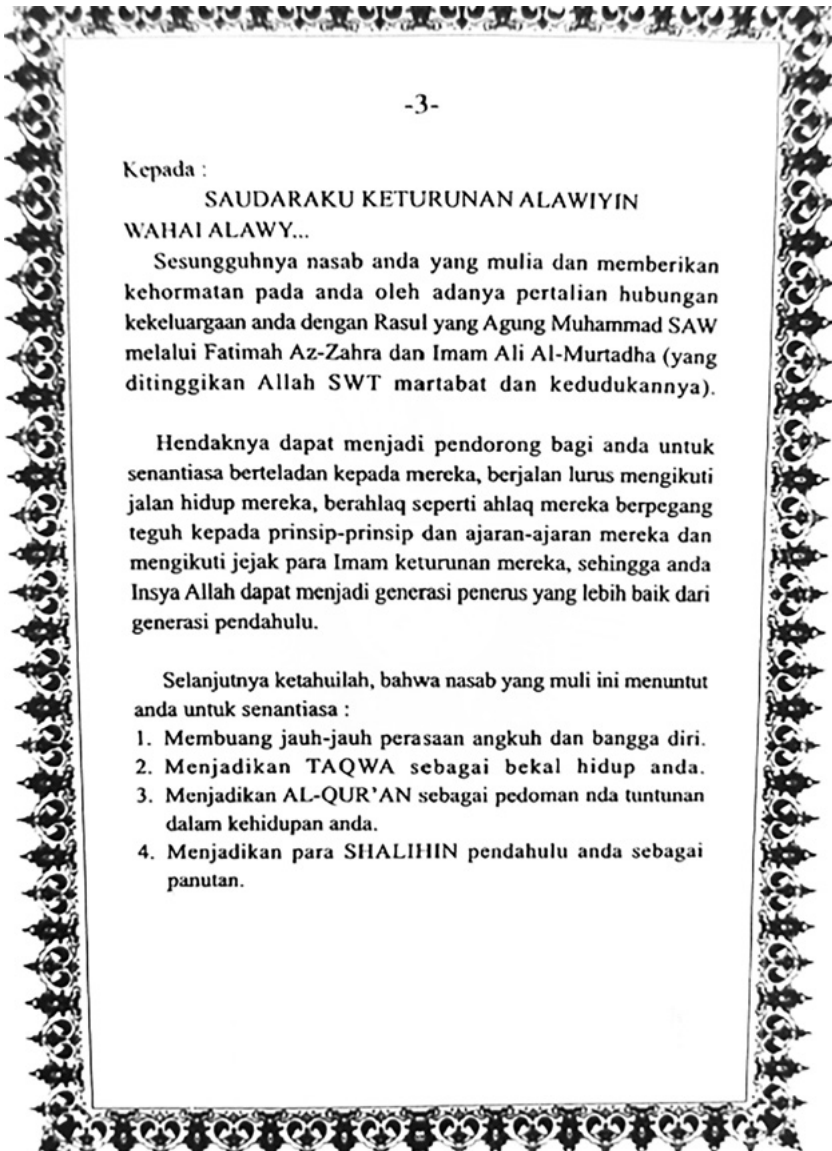 -3-
Kepada :
SAUDARAKU KETURUNAN ALAWIYIN
WAHAI ALAWY...
Sesungguhnya nasab anda yang mulia dan memberikan
kehormatan pada anda oleh adanya pertalian hubungan
kekeluargaan anda dengan Rasul yang Agung Muhammad SAW
melalui Fatimah Az-Zahra dan Imam Ali Al-Murtadha (yang
ditinggikan Allah SWT martabat dan kedudukannya).
Hendaknya dapat menjadi pendorong bagi anda untuk
senantiasa berteladan kepada mereka, berjalan lurus mengikuti
jalan hidup mereka, berahlaq seperti ahlaq mereka berpegang
teguh kepada prinsip-prinsip dan ajaran-ajaran mereka dan
mengikuti jejak para Imam keturunan mereka, sehingga anda
Insya Allah dapat menjadi generasi penerus yang lebih baik dari
generasi pendahulu.
Selanjutnya ketahuilah, bahwa nasab yang muli ini menuntut
anda untuk senantiasa :
1. Membuang jauh-jauh perasaan angkuh dan bangga diri.
2. Menjadikan TAQWA sebagai bekal hidup anda.
3. Menjadikan AL-QUR'AN sebagai pedoman nda tuntunan
dalam kehidupan anda.
4. Menjadikan para SHALIHIN pendahulu anda sebagai
panutan.